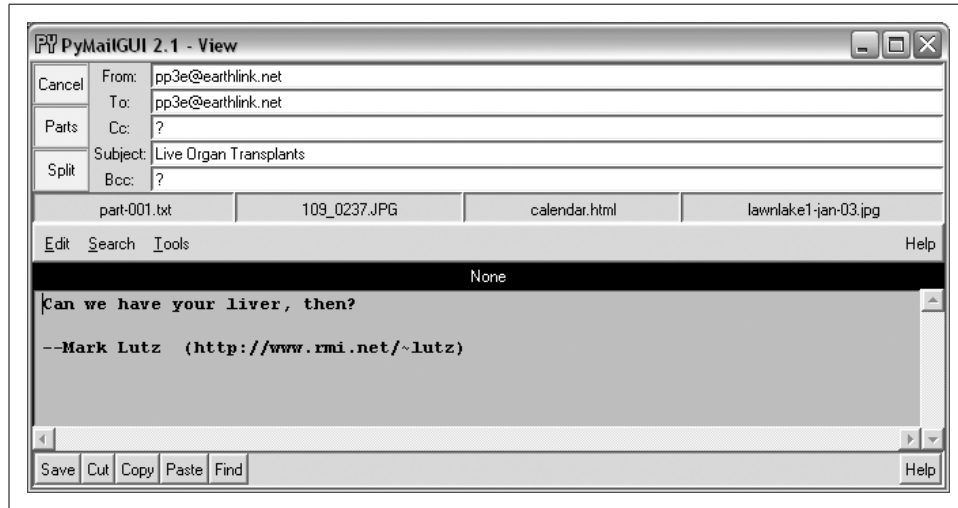 PY PyMailGUI 2.1 - View
Cancel From: pp3e@earthlink.net
To: pp3e@earthlink.net
Parts Cc: ?
Subject: Live Organ Transplants
Split Bcc: ?
part-001.txt 109_0237.JPG calendar.html lawnlake1-jan-03.jpg
Edit Search Tools Help
None
Can we have your liver, then?
--Mark Lutz (http://www.rmi.net/~lutz)
Save Cut Copy Paste Find Help